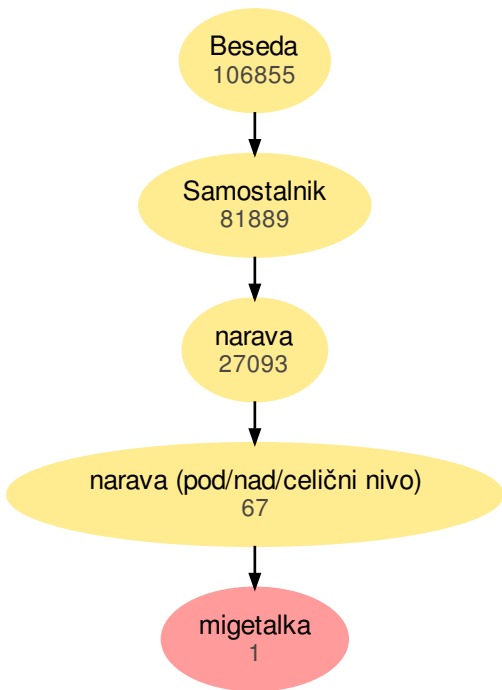 Beseda
106855
Samostalnik
81889
narava
27093
narava (pod/nad/celični nivo)
67
migetalka
1